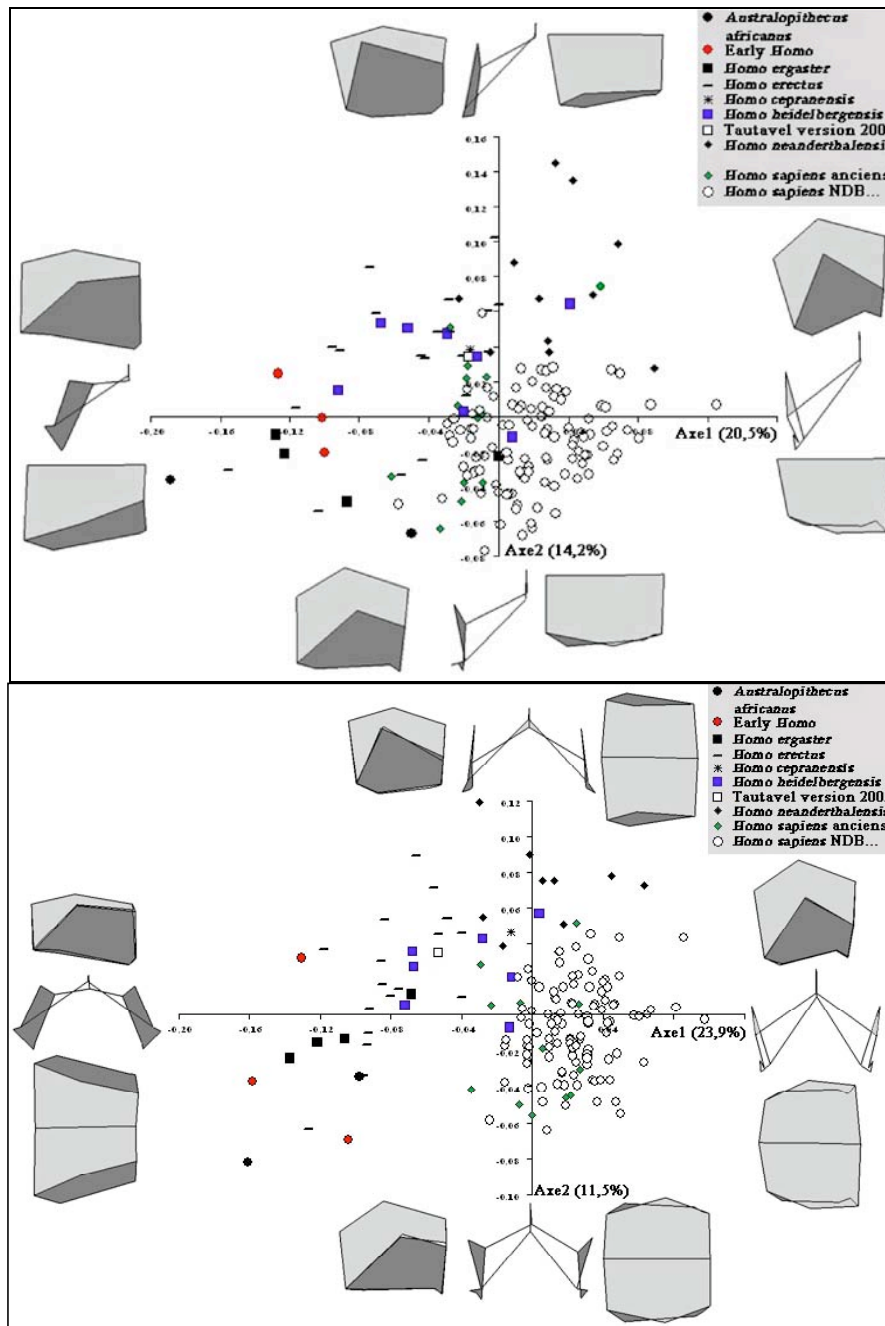 Australopithecus
africanus
Early Homo
Homo ergaster
Homo erectus
Homo cepranensis
Homo heidelbergensis
Tautavel version 200
Homo neanderthalensi
Homo sapiens anciens
Homo sapiens NDB...
0,16
0,14
0,12
0,10
0,08
-0,20
-0,16
-0,12
-0,08
-0,04
Axe1 (20,5%)
-0,04
-0,06
-0,08
Axe2 (14,2%)
Australopithecus
africanus
Early Homo
Homo ergaster
Homo erectus
Homo cepranensis
Homo heidelbergensis
Tautavel version 200
Homo neanderthalensis
Homo sapiens anciens
Homo sapiens NDB...
0,12
0,10
0,08
0,06
0,04
0,02
-0,20
-0,16
-0,12
-0,08
-0,04
Axe1 (23,9%)
-0,02
-0,04
-0,06
-0,08
-0,10
Axe2 (11,5%)